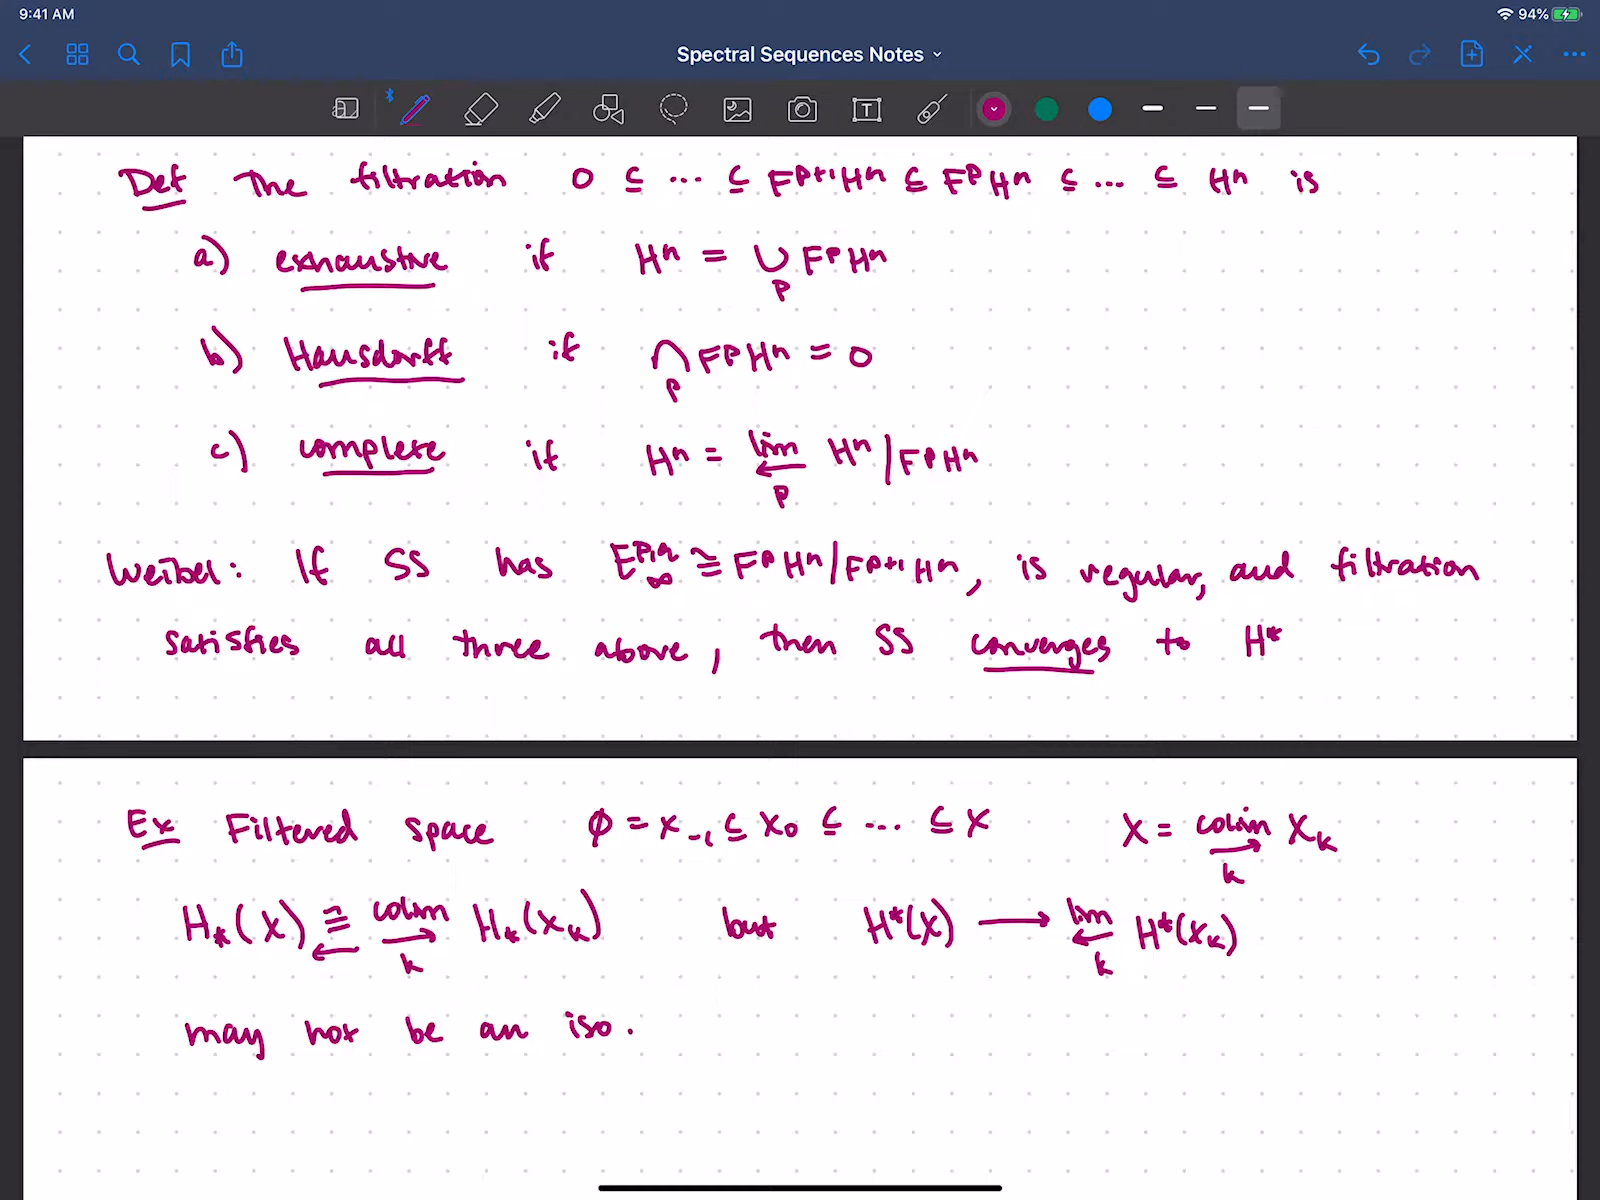 9:41 AM
94%
Spectral Sequences Notes
T
Def The filtration 0 ⊆ ... ⊆ F^{p+1}H^n ⊆ F^pH^n ⊆ ... ⊆ H^n is
a) exhaustive if H^n = ∪_p F^pH^n
b) Hausdorff if ∩_p F^pH^n = 0
c) complete if H^n = lim←_p H^n / F^pH^n
Weibel: If SS has E_∞^{p,q} ≅ F^pH^n / F^{p+1}H^n, is regular, and filtration
satisfies all three above, then SS converges to H*
Ex Filtered space ∅ = X_{-1} ⊆ X_0 ⊆ ... ⊆ X X = colim→_k X_k
H_*(X) ≅← colim→_k H_*(X_k) but H*(X) → lim←_k H*(X_k)
may not be an iso.